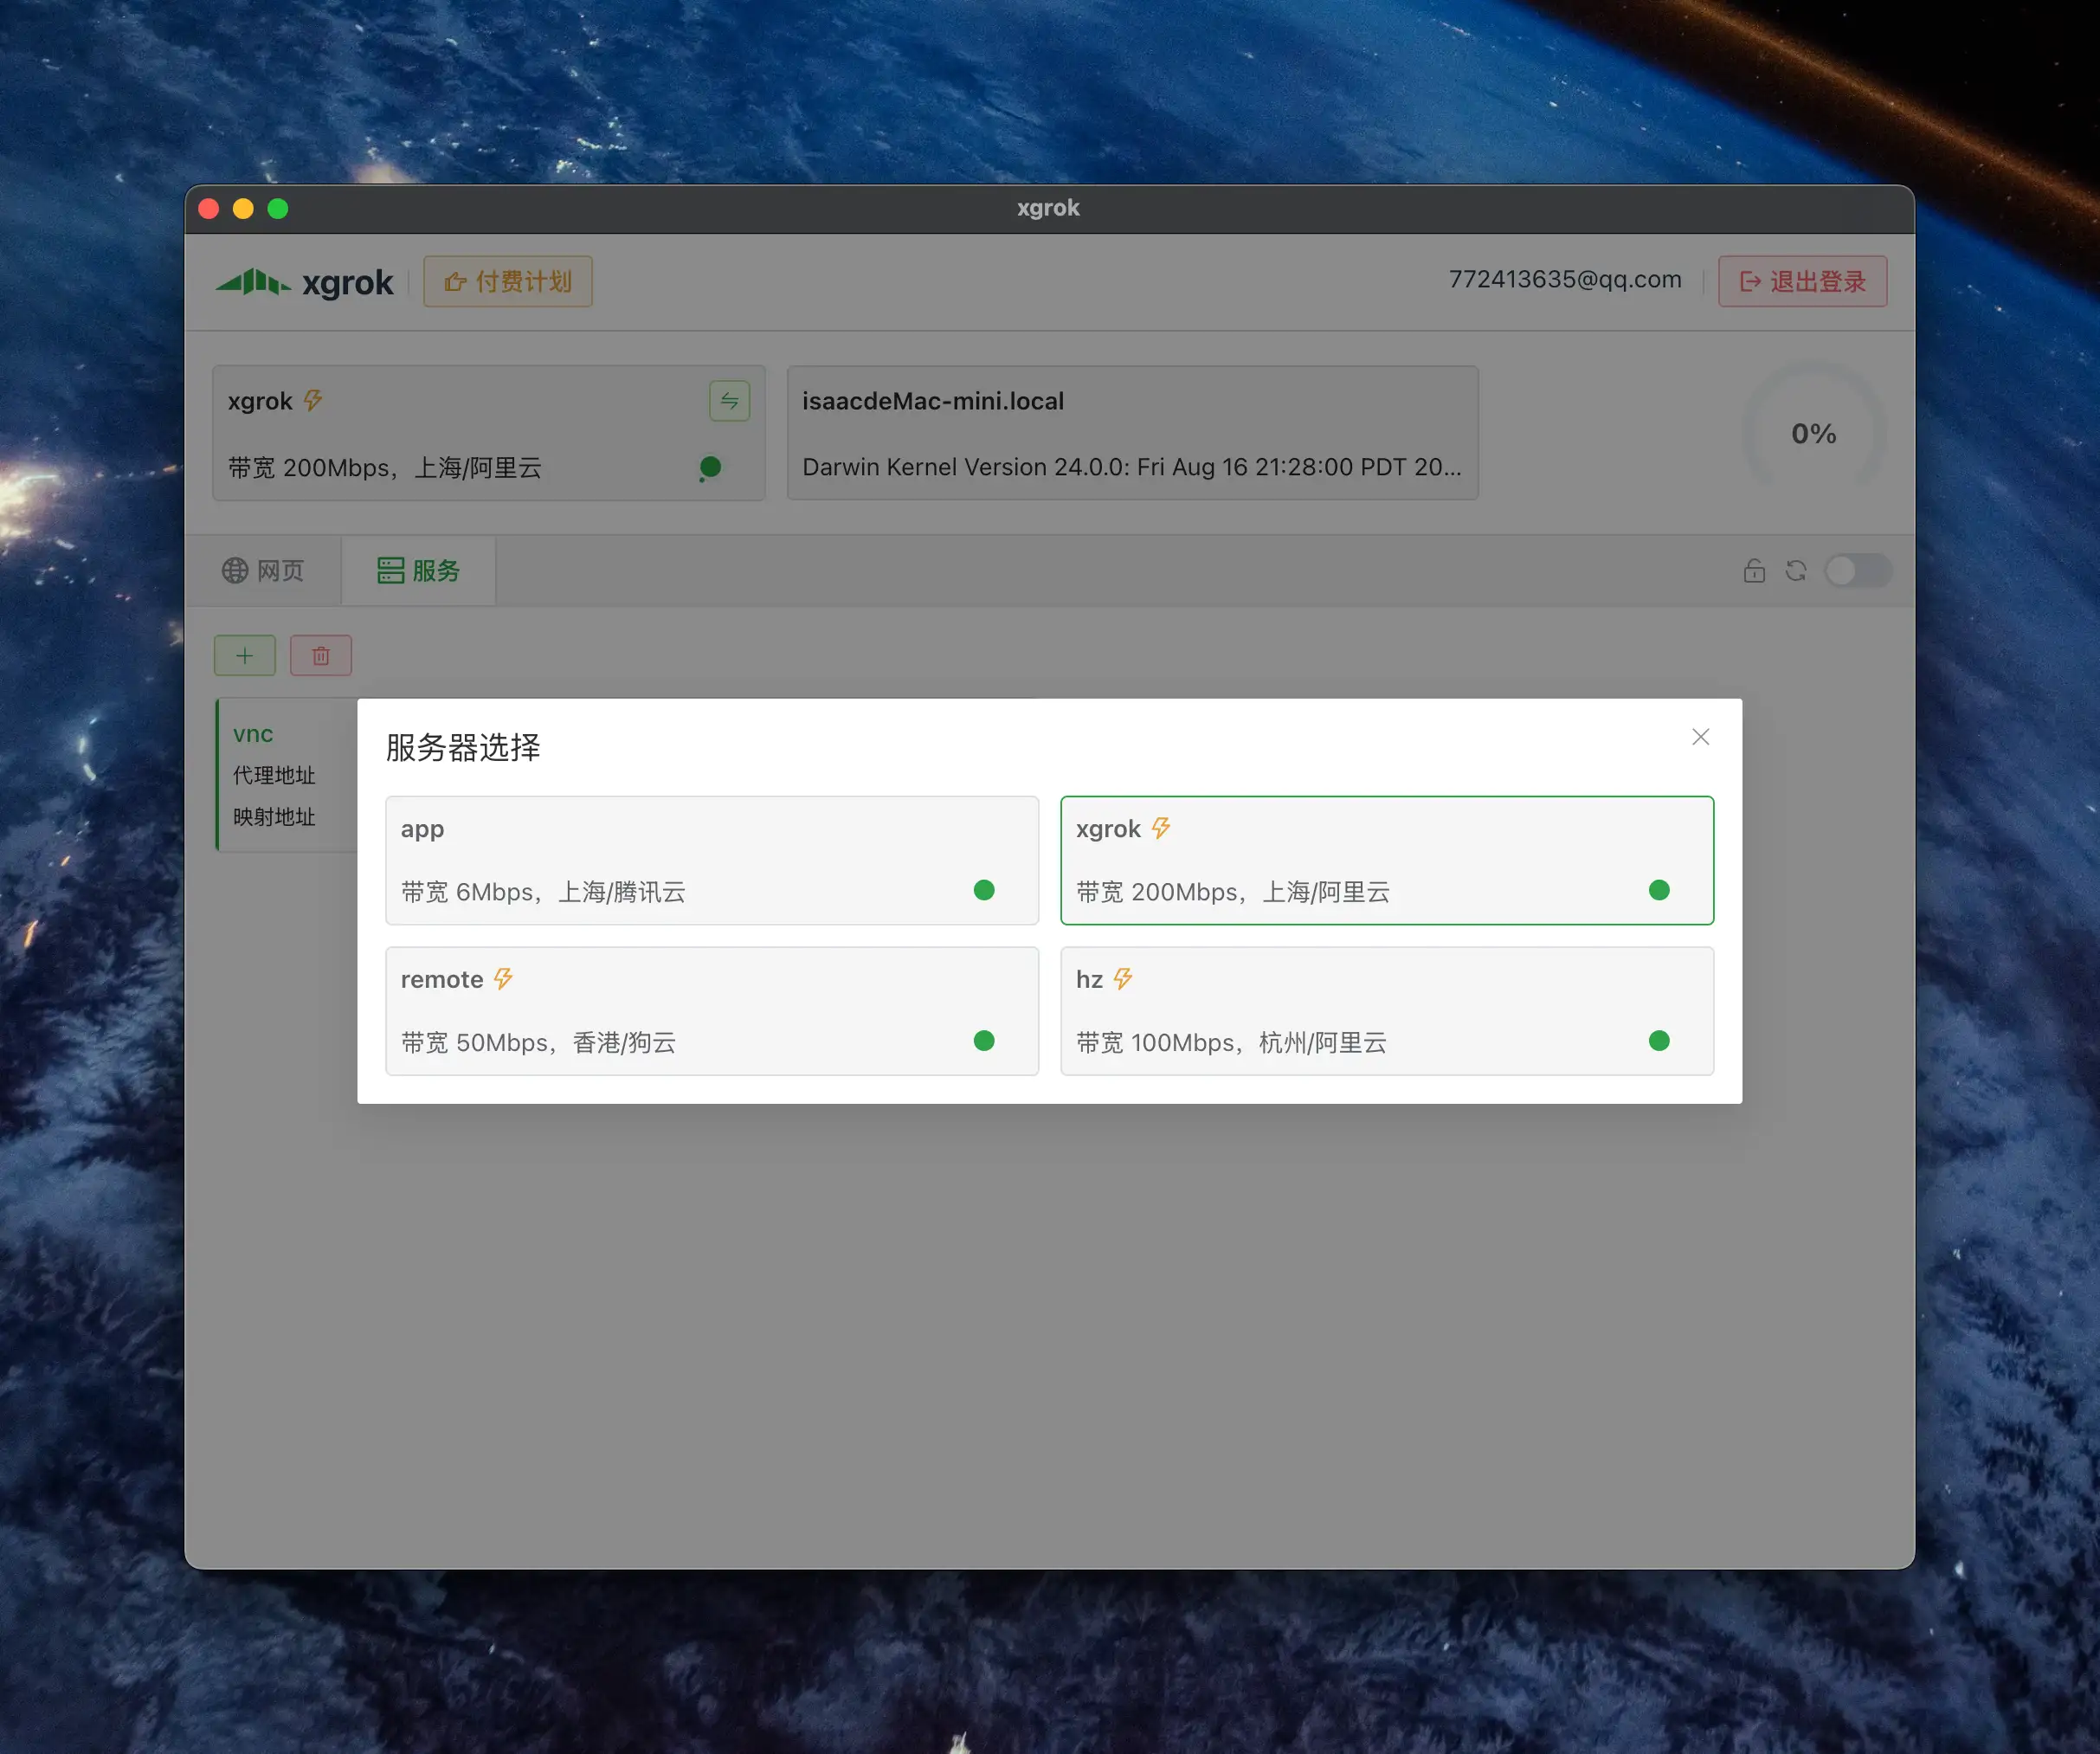 xgrok
xgrok
付费计划
772413635@qq.com
退出登录
xgrok
带宽 200Mbps，上海/阿里云
isaacdeMac-mini.local
Darwin Kernel Version 24.0.0: Fri Aug 16 21:28:00 PDT 20...
0%
网页
服务
vnc
代理地址
映射地址
服务器选择
app
带宽 6Mbps，上海/腾讯云
xgrok
带宽 200Mbps，上海/阿里云
remote
带宽 50Mbps，香港/狗云
hz
带宽 100Mbps，杭州/阿里云